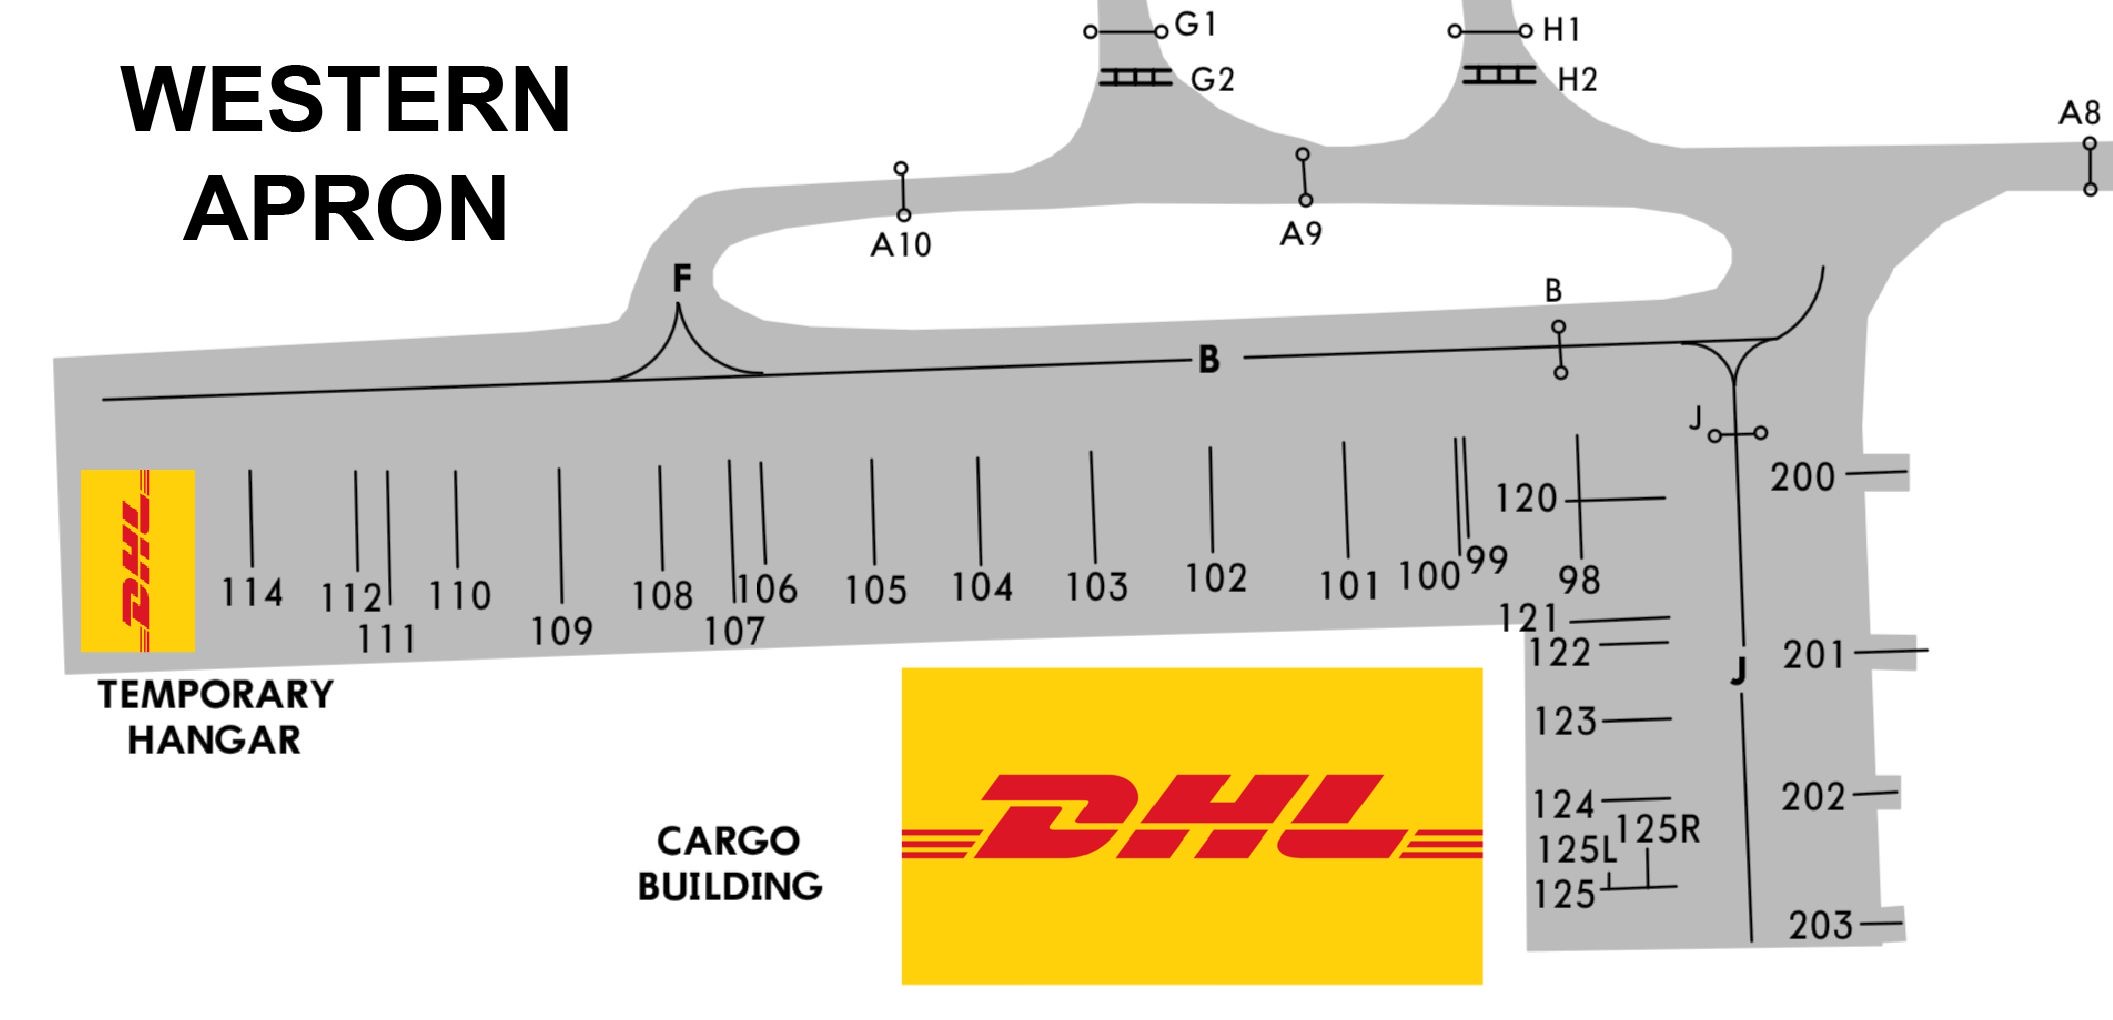 WESTERN
APRON
G1
G2
H1
H2
A8
A10
A9
F
B
B
J
200
120
114
112
111
110
109
108
107
106
105
104
103
102
101
100
99
98
121
122
J
201
123
124
125R
125L
125
202
203
DHL
TEMPORARY
HANGAR
CARGO
BUILDING
DHL